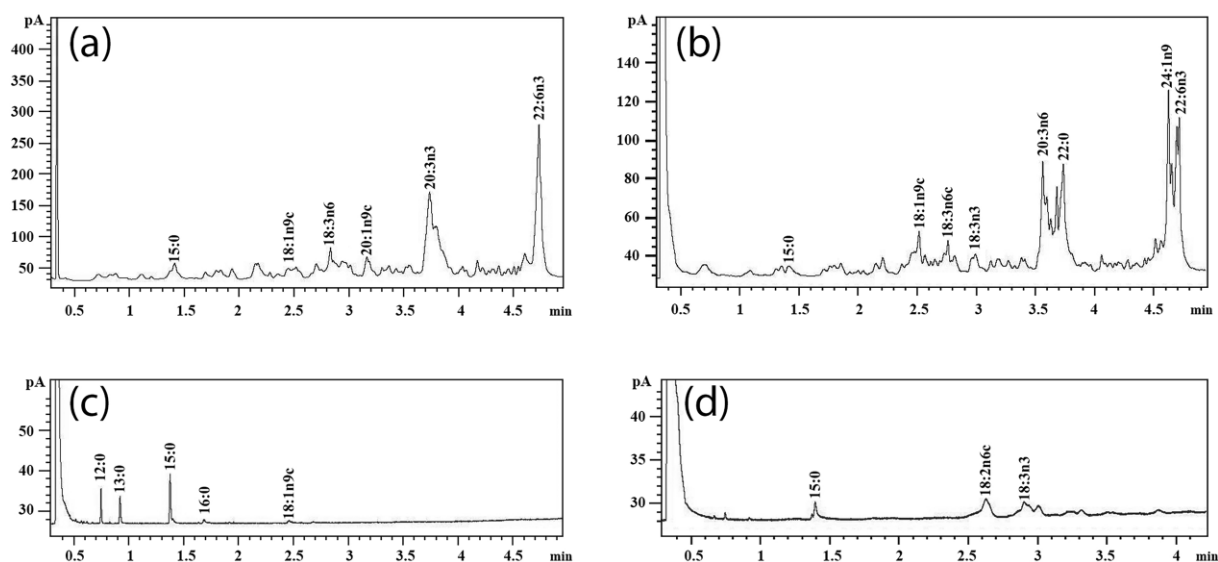 pA
(a)
400
350
300
250
200
150
100
50
15:0
18:1n9c
18:3n6
20:1n9c
20:3n3
22:6n3
0.5 1 1.5 2 2.5 3 3.5 4 4.5 min
pA
(b)
140
120
100
80
60
40
15:0
18:1n9c
18:3n6c
18:3n3
20:3n6
22:0
24:1n9
22:6n3
0.5 1 1.5 2 2.5 3 3.5 4 4.5 min
pA
(c)
50
40
30
12:0
13:0
15:0
16:0
18:1n9c
0.5 1 1.5 2 2.5 3 3.5 4 4.5 min
pA
(d)
40
35
30
15:0
18:2n6c
18:3n3
0.5 1 1.5 2 2.5 3 3.5 4 min